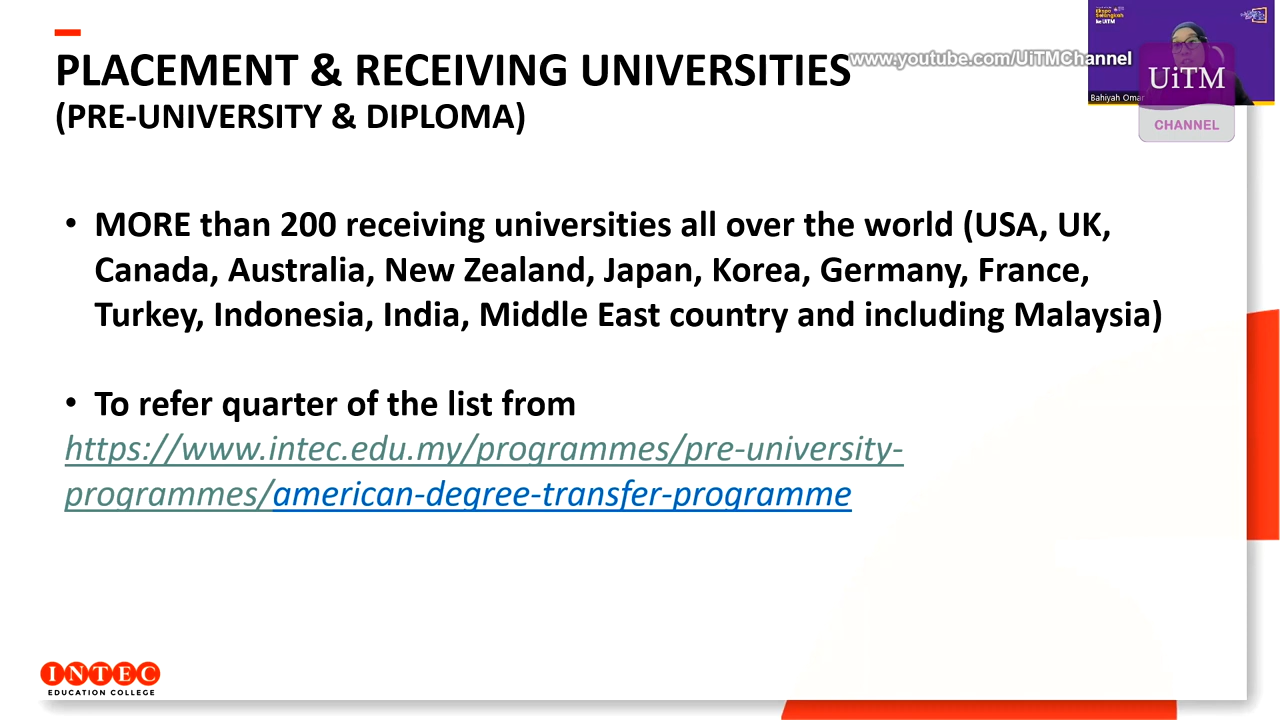 PLACEMENT & RECEIVING UNIVERSITIES
(PRE-UNIVERSITY & DIPLOMA)
www.youtube.com/UiTMChannel
UiTM
CHANNEL
• MORE than 200 receiving universities all over the world (USA, UK,
Canada, Australia, New Zealand, Japan, Korea, Germany, France,
Turkey, Indonesia, India, Middle East country and including Malaysia)
• To refer quarter of the list from
https://www.intec.edu.my/programmes/pre-university-
programmes/american-degree-transfer-programme
INTEC
EDUCATION COLLEGE